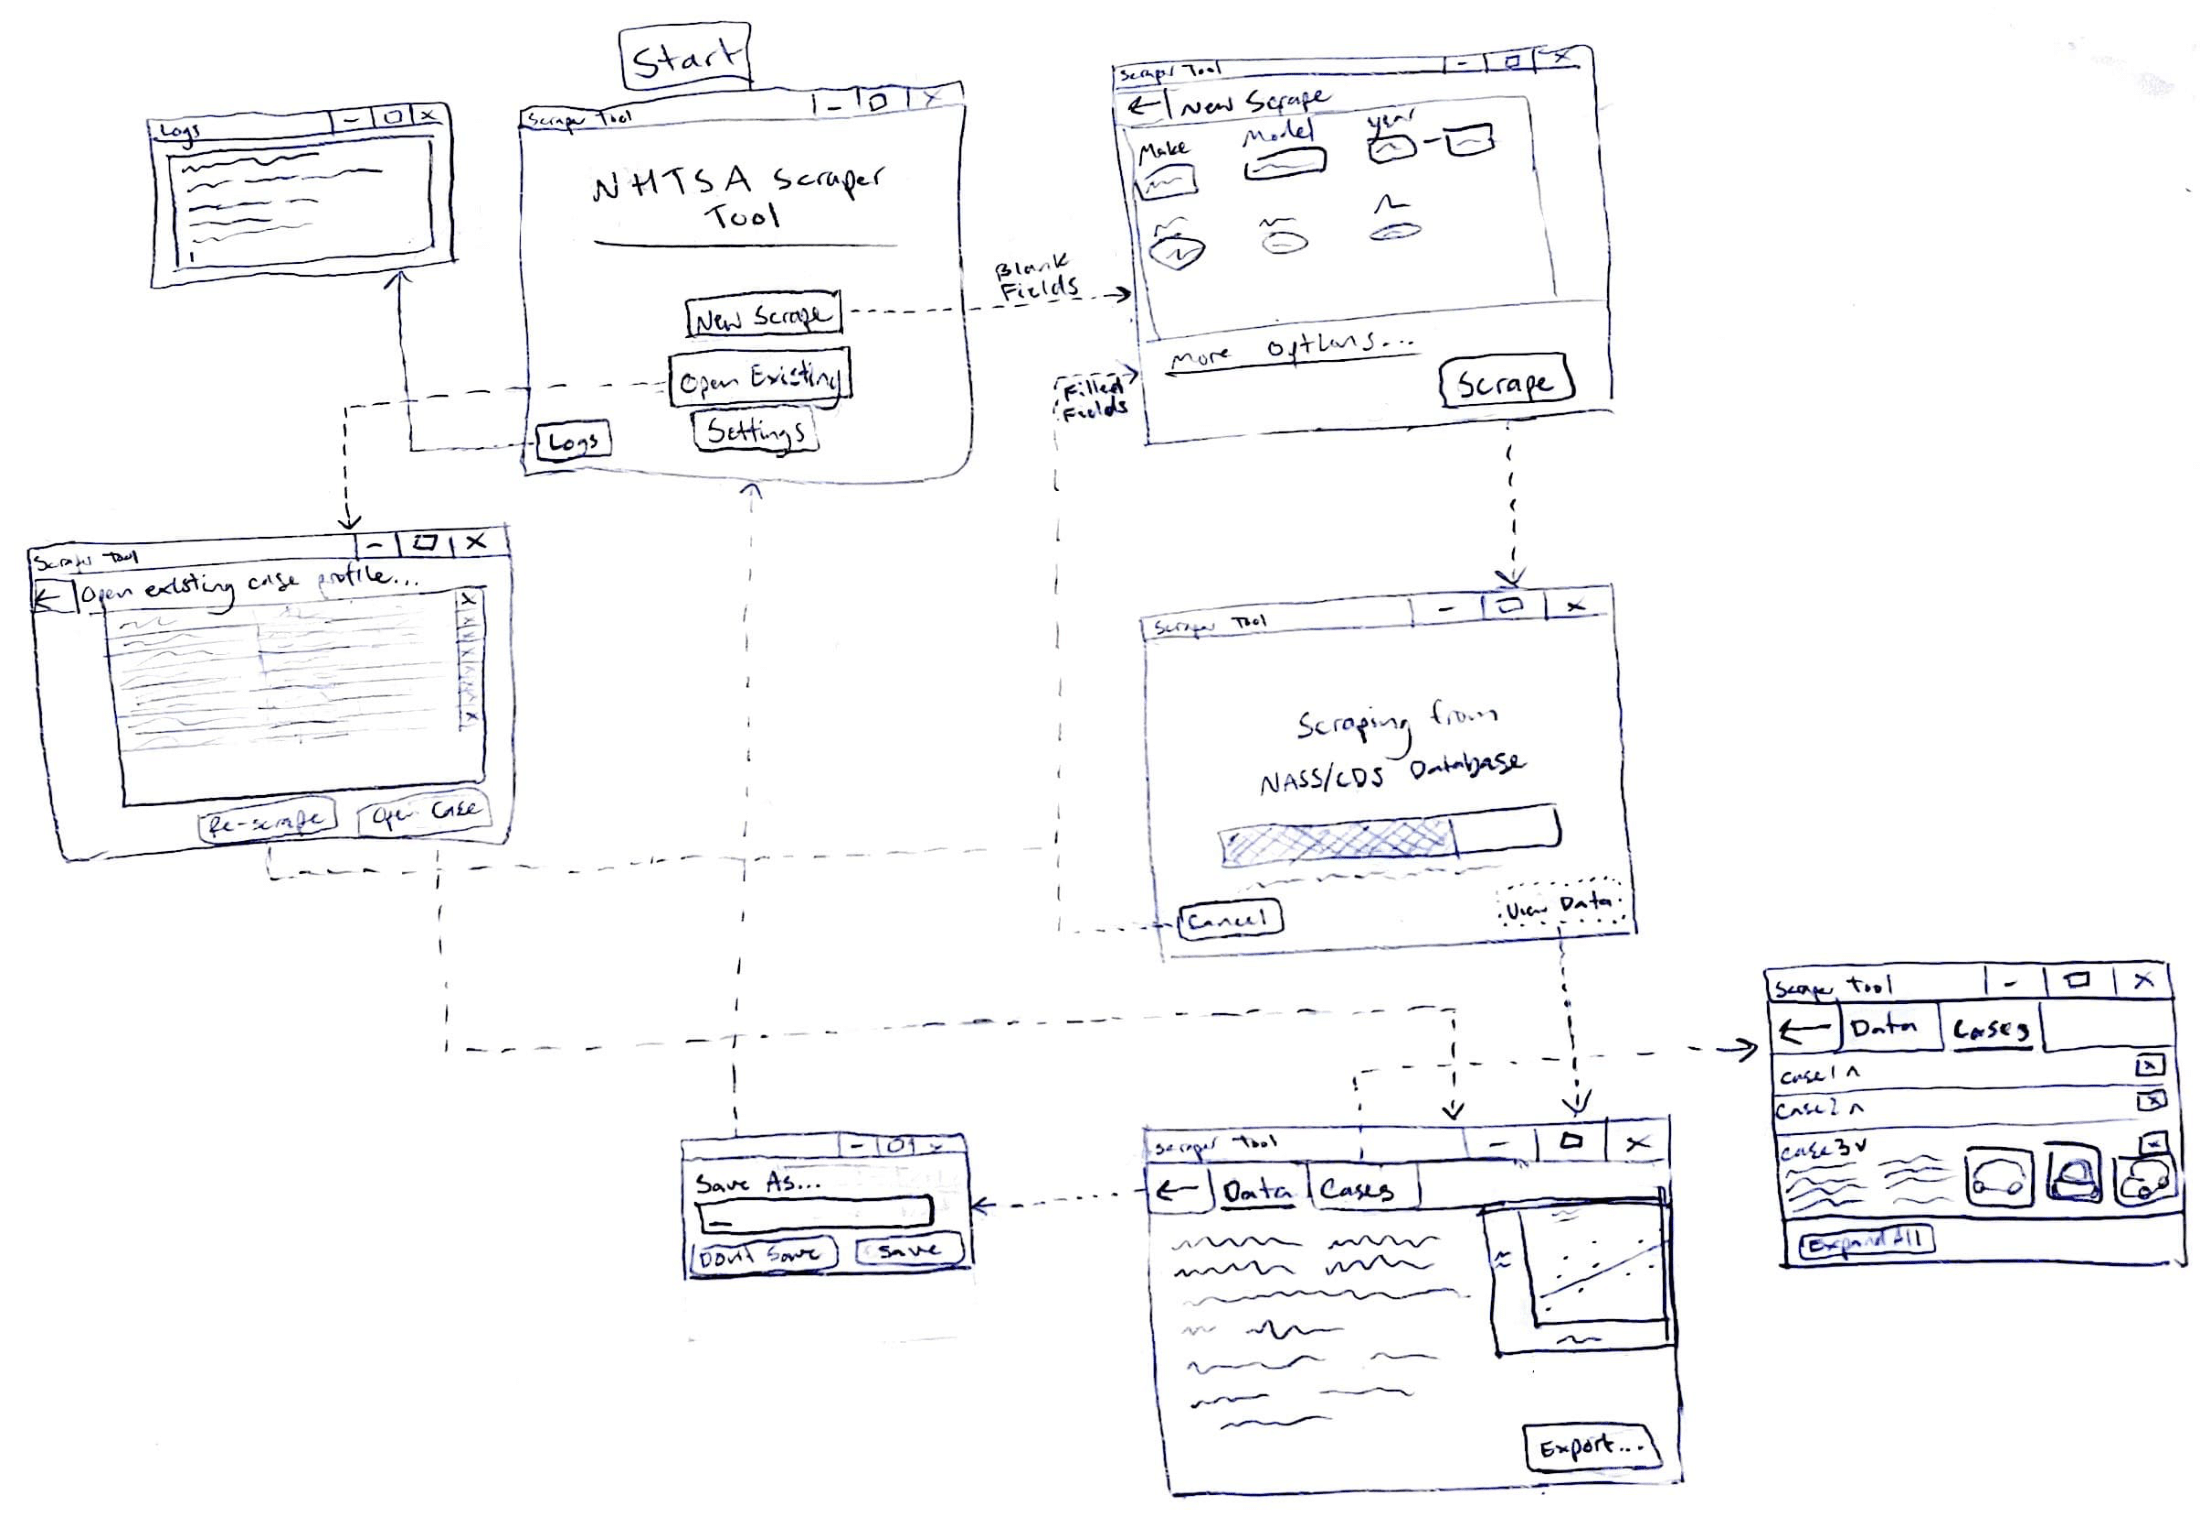 Start
Logs
Scraper Tool
NHTSA Scraper
Tool
New Scrape
Open Existing
Settings
Logs
Blank
Fields
Filled
Fields
Scraper Tool
New Scrape
Make
Model
Year
More options...
Scrape
Scraper Tool
Open existing case profile...
Re-scrape
Open Case
Scraper Tool
Scraping from
NASS/CDS Database
Cancel
View Data
Save As...
Don't Save
Save
Scraper Tool
Data
Cases
Export...
Scraper Tool
Data
Cases
Case 1 ^
Case 2 ^
Case 3 v
Expand All